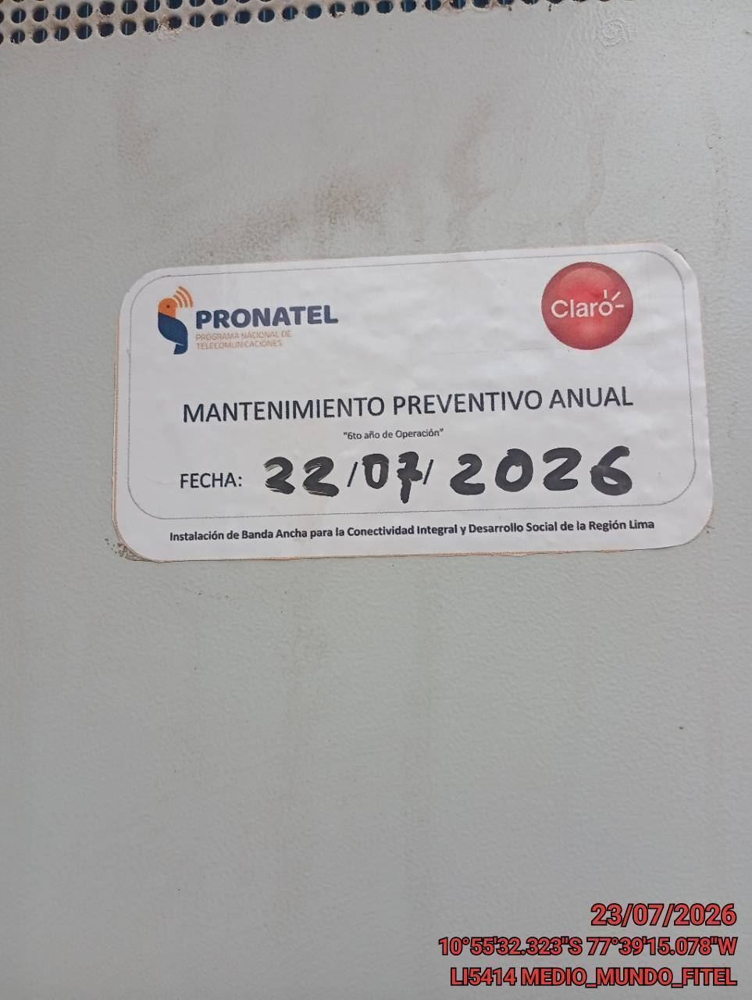 PRONATEL
PROGRAMA NACIONAL DE
TELECOMUNICACIONES
Claro
MANTENIMIENTO PREVENTIVO ANUAL
"6to año de Operación"
FECHA: 22/07/2026
Instalación de Banda Ancha para la Conectividad Integral y Desarrollo Social de la Región Lima
23/07/2026
10°55'32.323"S 77°39'15.078"W
LI5414 MEDIO_MUNDO_FITEL